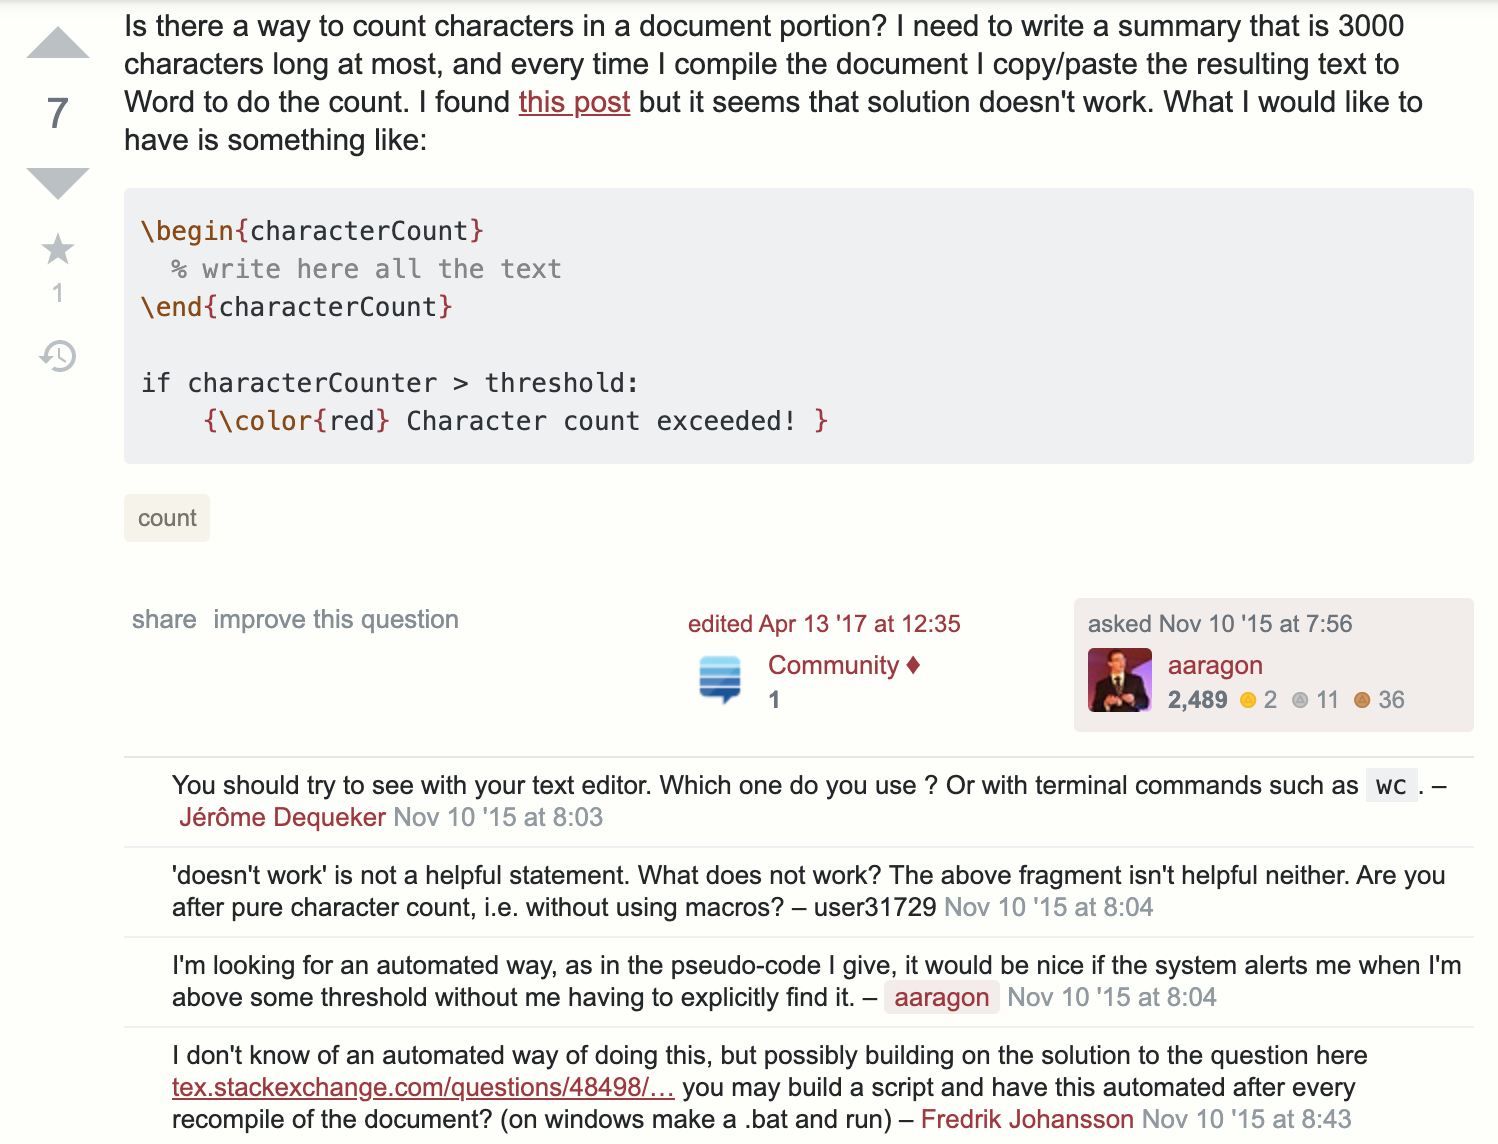 Is there a way to count characters in a document portion? I need to write a summary that is 3000
characters long at most, and every time I compile the document I copy/paste the resulting text to
7
Word to do the count. I found this post but it seems that solution doesn't work. What I would like to
have is something like:
\begin{characterCount}
% write here all the text
1
\end{characterCount}
if characterCounter > threshold:
{\color{red} Character count exceeded! }
count
share improve this question
edited Apr 13 '17 at 12:35
Community ♦
1
asked Nov 10 '15 at 7:56
aaragon
2,489 2 11 36
You should try to see with your text editor. Which one do you use ? Or with terminal commands such as wc . –
Jérôme Dequeker Nov 10 '15 at 8:03
'doesn't work' is not a helpful statement. What does not work? The above fragment isn't helpful neither. Are you
after pure character count, i.e. without using macros? – user31729 Nov 10 '15 at 8:04
I'm looking for an automated way, as in the pseudo-code I give, it would be nice if the system alerts me when I'm
above some threshold without me having to explicitly find it. – aaragon Nov 10 '15 at 8:04
I don't know of an automated way of doing this, but possibly building on the solution to the question here
tex.stackexchange.com/questions/48498/… you may build a script and have this automated after every
recompile of the document? (on windows make a .bat and run) – Fredrik Johansson Nov 10 '15 at 8:43